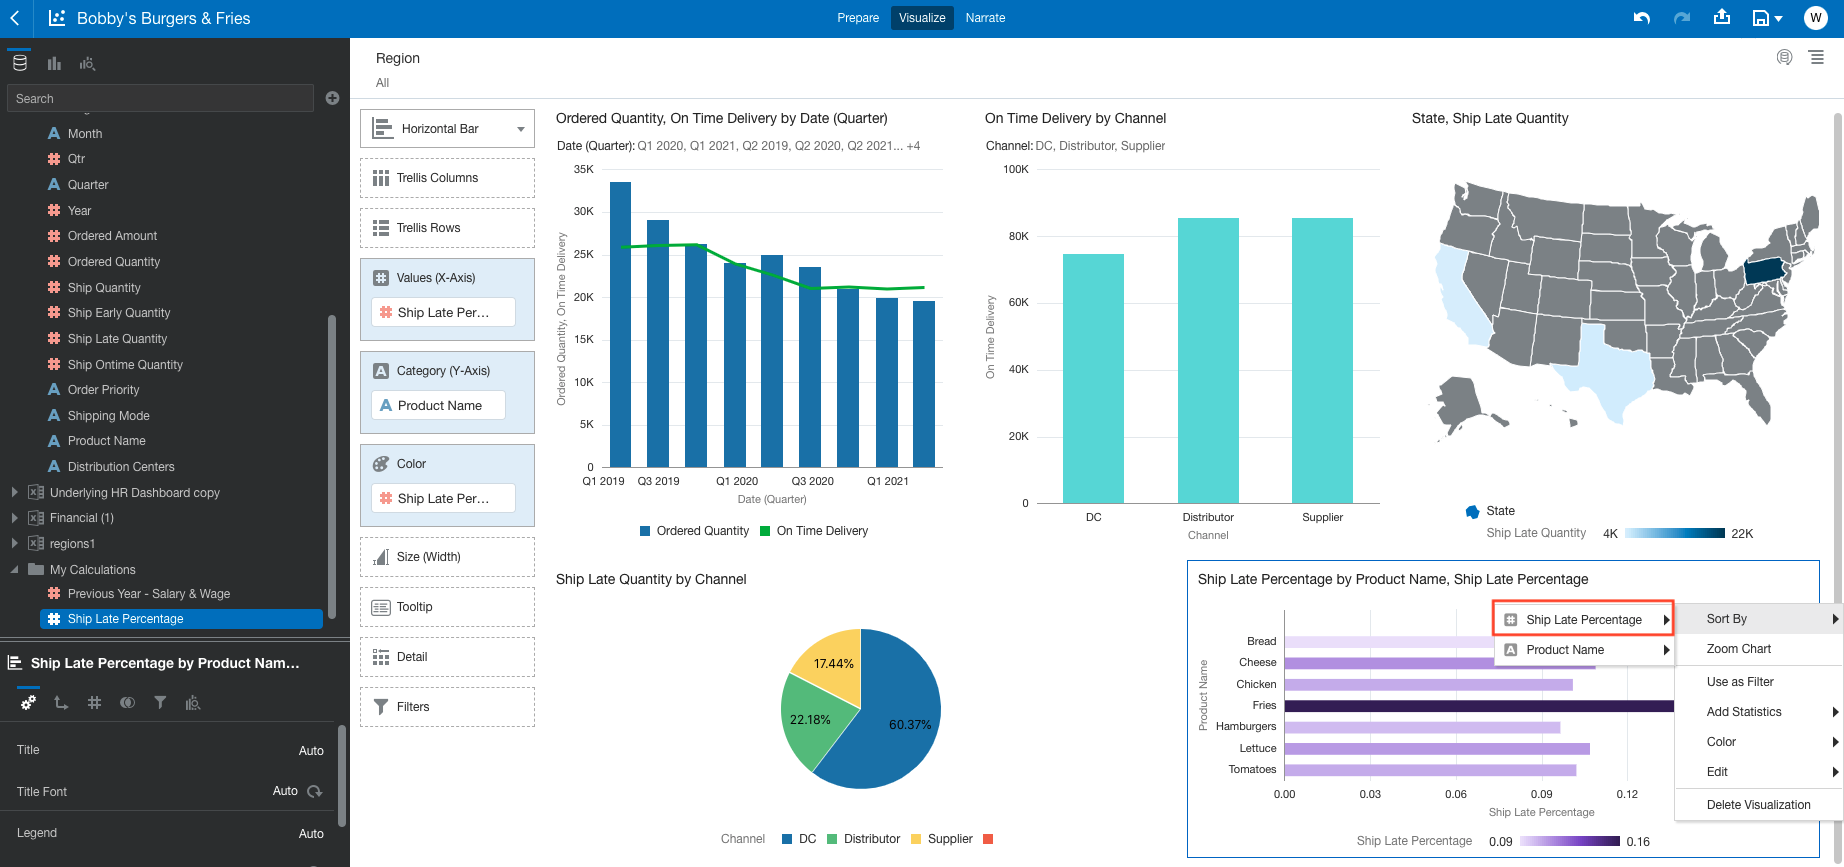 Bobby's Burgers & Fries
Prepare
Visualize
Narrate
W
Search
Month
Qtr
Quarter
Year
Ordered Amount
Ordered Quantity
Ship Quantity
Ship Early Quantity
Ship Late Quantity
Ship Ontime Quantity
Order Priority
Shipping Mode
Product Name
Distribution Centers
Underlying HR Dashboard copy
Financial (1)
regions1
My Calculations
Previous Year - Salary & Wage
Ship Late Percentage
Ship Late Percentage by Product Nam...
Title Auto
Title Font Auto
Legend Auto
Region
All
Horizontal Bar
Trellis Columns
Trellis Rows
Values (X-Axis)
Ship Late Per...
Category (Y-Axis)
Product Name
Color
Ship Late Per...
Size (Width)
Tooltip
Detail
Filters
Ordered Quantity, On Time Delivery by Date (Quarter)
Date (Quarter): Q1 2020, Q1 2021, Q2 2019, Q2 2020, Q2 2021... +4
Ordered Quantity, On Time Delivery
35K
30K
25K
20K
15K
10K
5K
0
Q1 2019 Q3 2019 Q1 2020 Q3 2020 Q1 2021
Date (Quarter)
Ordered Quantity On Time Delivery
On Time Delivery by Channel
Channel: DC, Distributor, Supplier
On Time Delivery
100K
80K
60K
40K
20K
0
DC Distributor Supplier
Channel
State, Ship Late Quantity
State
Ship Late Quantity 4K 22K
Ship Late Quantity by Channel
17.44%
22.18%
60.37%
Channel DC Distributor Supplier
Ship Late Percentage by Product Name, Ship Late Percentage
Product Name
Bread
Cheese
Chicken
Fries
Hamburgers
Lettuce
Tomatoes
0.00 0.03 0.06 0.09 0.12
Ship Late Percentage
Ship Late Percentage 0.09 0.16
Ship Late Percentage
Product Name
Sort By
Zoom Chart
Use as Filter
Add Statistics
Color
Edit
Delete Visualization